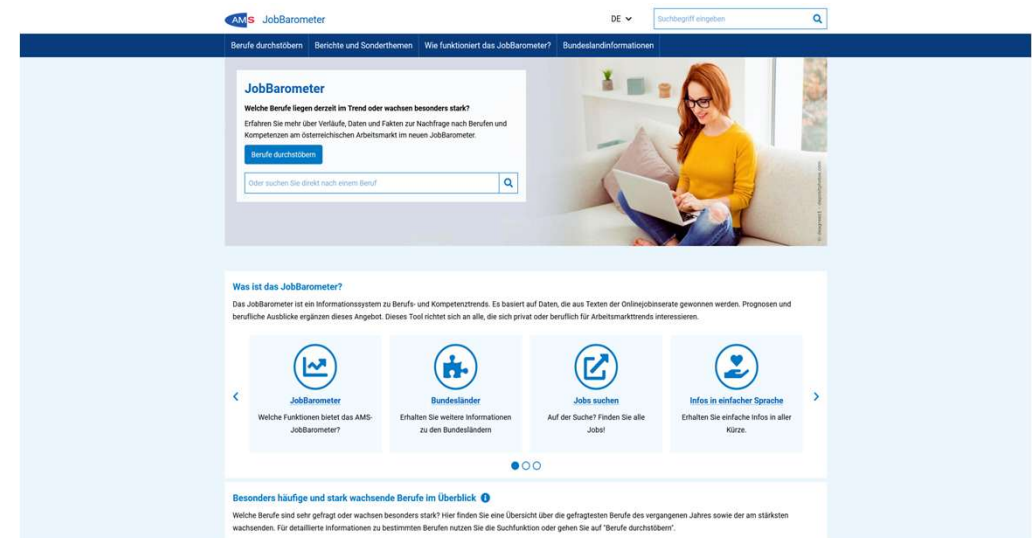 AMS JobBarometer
DE
Suchbegriff eingeben
Berufe durchstöbern
Berichte und Sonderthemen
Wie funktioniert das JobBarometer?
Bundeslandinformationen
JobBarometer
Welche Berufe liegen derzeit im Trend oder wachsen besonders stark?
Erfahren Sie mehr über Verläufe, Daten und Fakten zur Nachfrage nach Berufen und
Kompetenzen am österreichischen Arbeitsmarkt im neuen JobBarometer.
Berufe durchstöbern
Oder suchen Sie direkt nach einem Beruf
Was ist das JobBarometer?
Das JobBarometer ist ein Informationssystem zu Berufs- und Kompetenztrends. Es basiert auf Daten, die aus Texten der Onlinejobinserate gewonnen werden. Prognosen und
berufliche Ausblicke ergänzen dieses Angebot. Dieses Tool richtet sich an alle, die sich privat oder beruflich für Arbeitsmarkttrends interessieren.
JobBarometer
Welche Funktionen bietet das AMS-
JobBarometer?
Bundesländer
Erhalten Sie weitere Informationen
zu den Bundesländern
Jobs suchen
Auf der Suche? Finden Sie alle
Jobs!
Infos in einfacher Sprache
Erhalten Sie einfache Infos in aller
Kürze.
Besonders häufige und stark wachsende Berufe im Überblick
Welche Berufe sind sehr gefragt oder wachsen besonders stark? Hier finden Sie eine Übersicht über die gefragtesten Berufe des vergangenen Jahres sowie der am stärksten
wachsenden. Für detaillierte Informationen zu bestimmten Berufen nutzen Sie die Suchfunktion oder gehen Sie auf "Berufe durchstöbern".